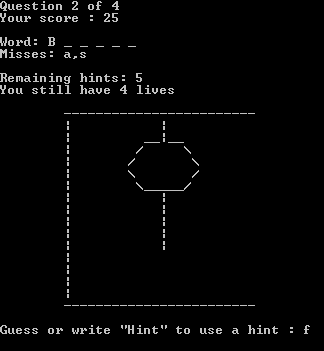 Question 2 of 4
Your score : 25
Word: B _ _ _ _ _
Misses: a,s
Remaining hints: 5
You still have 4 lives
Guess or write "Hint" to use a hint : f